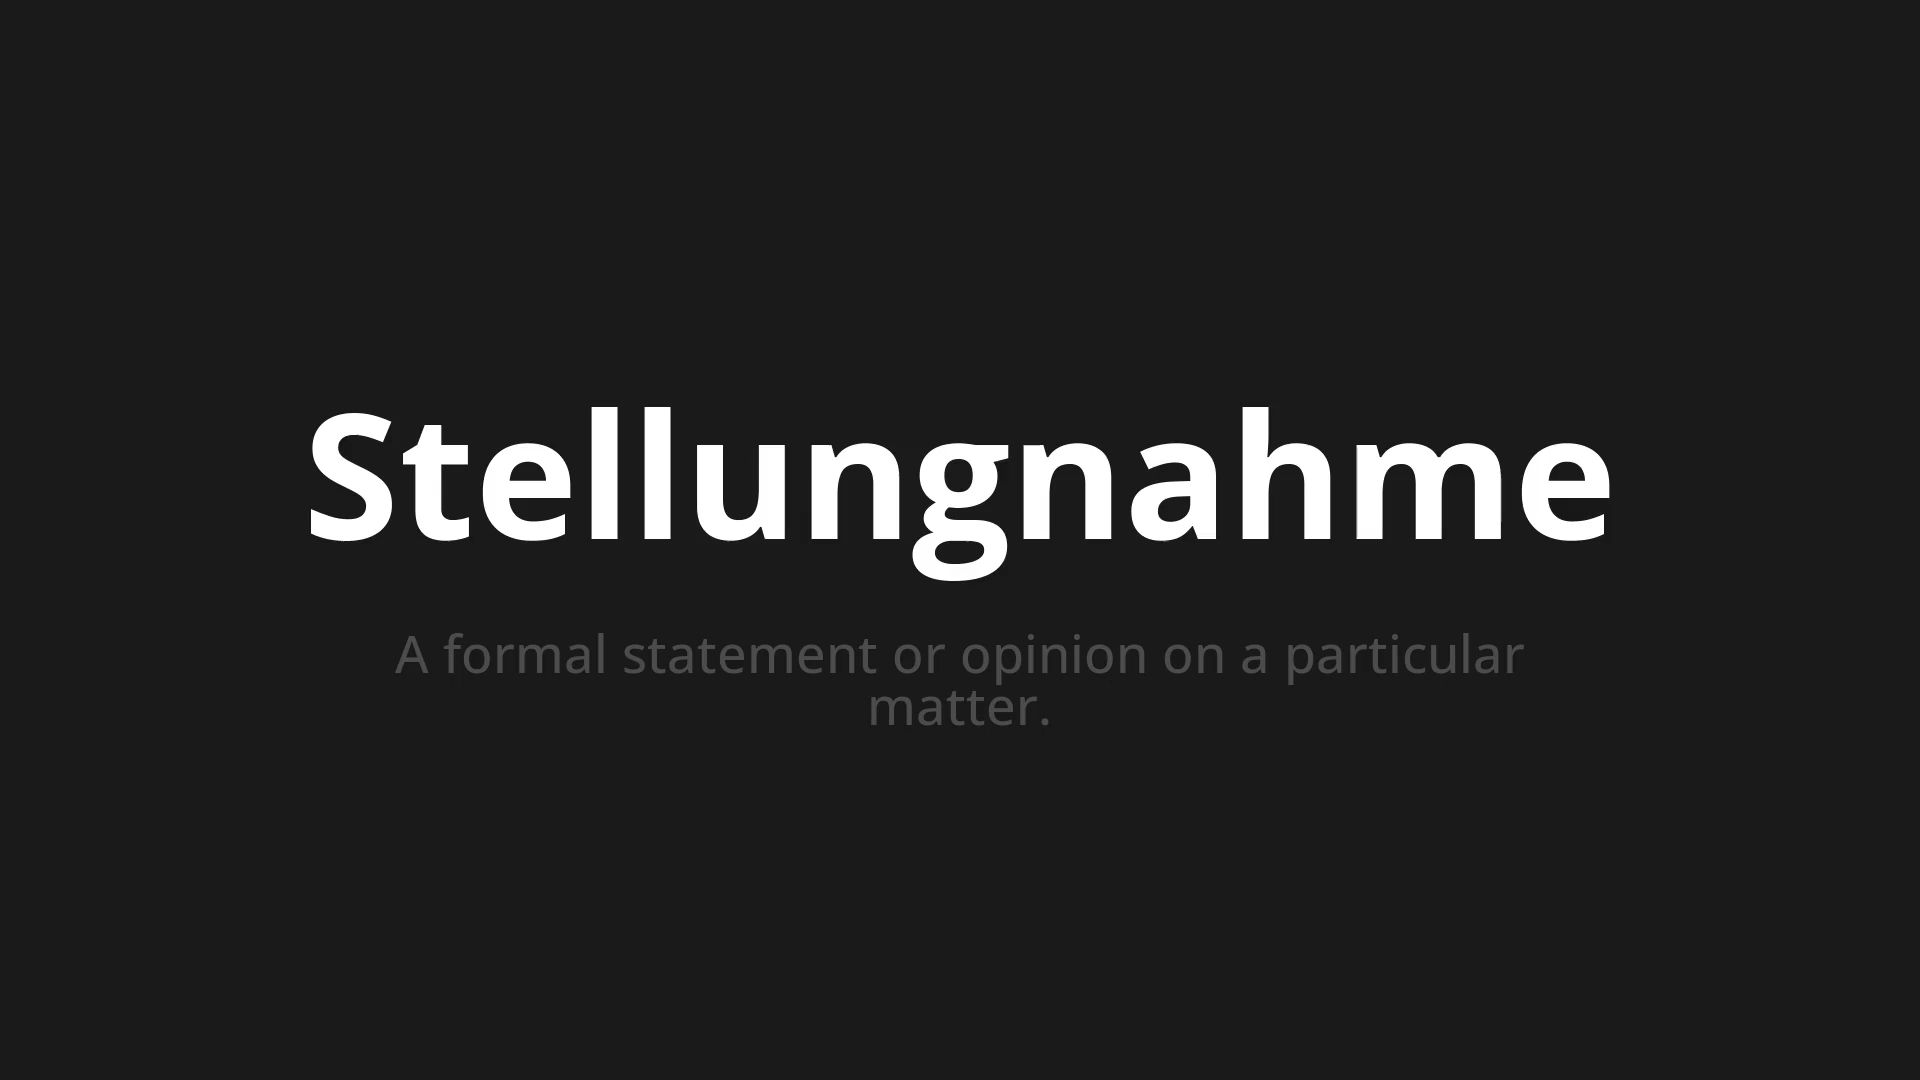 Stellungnahme
A formal statement or opinion on a particular
matter.